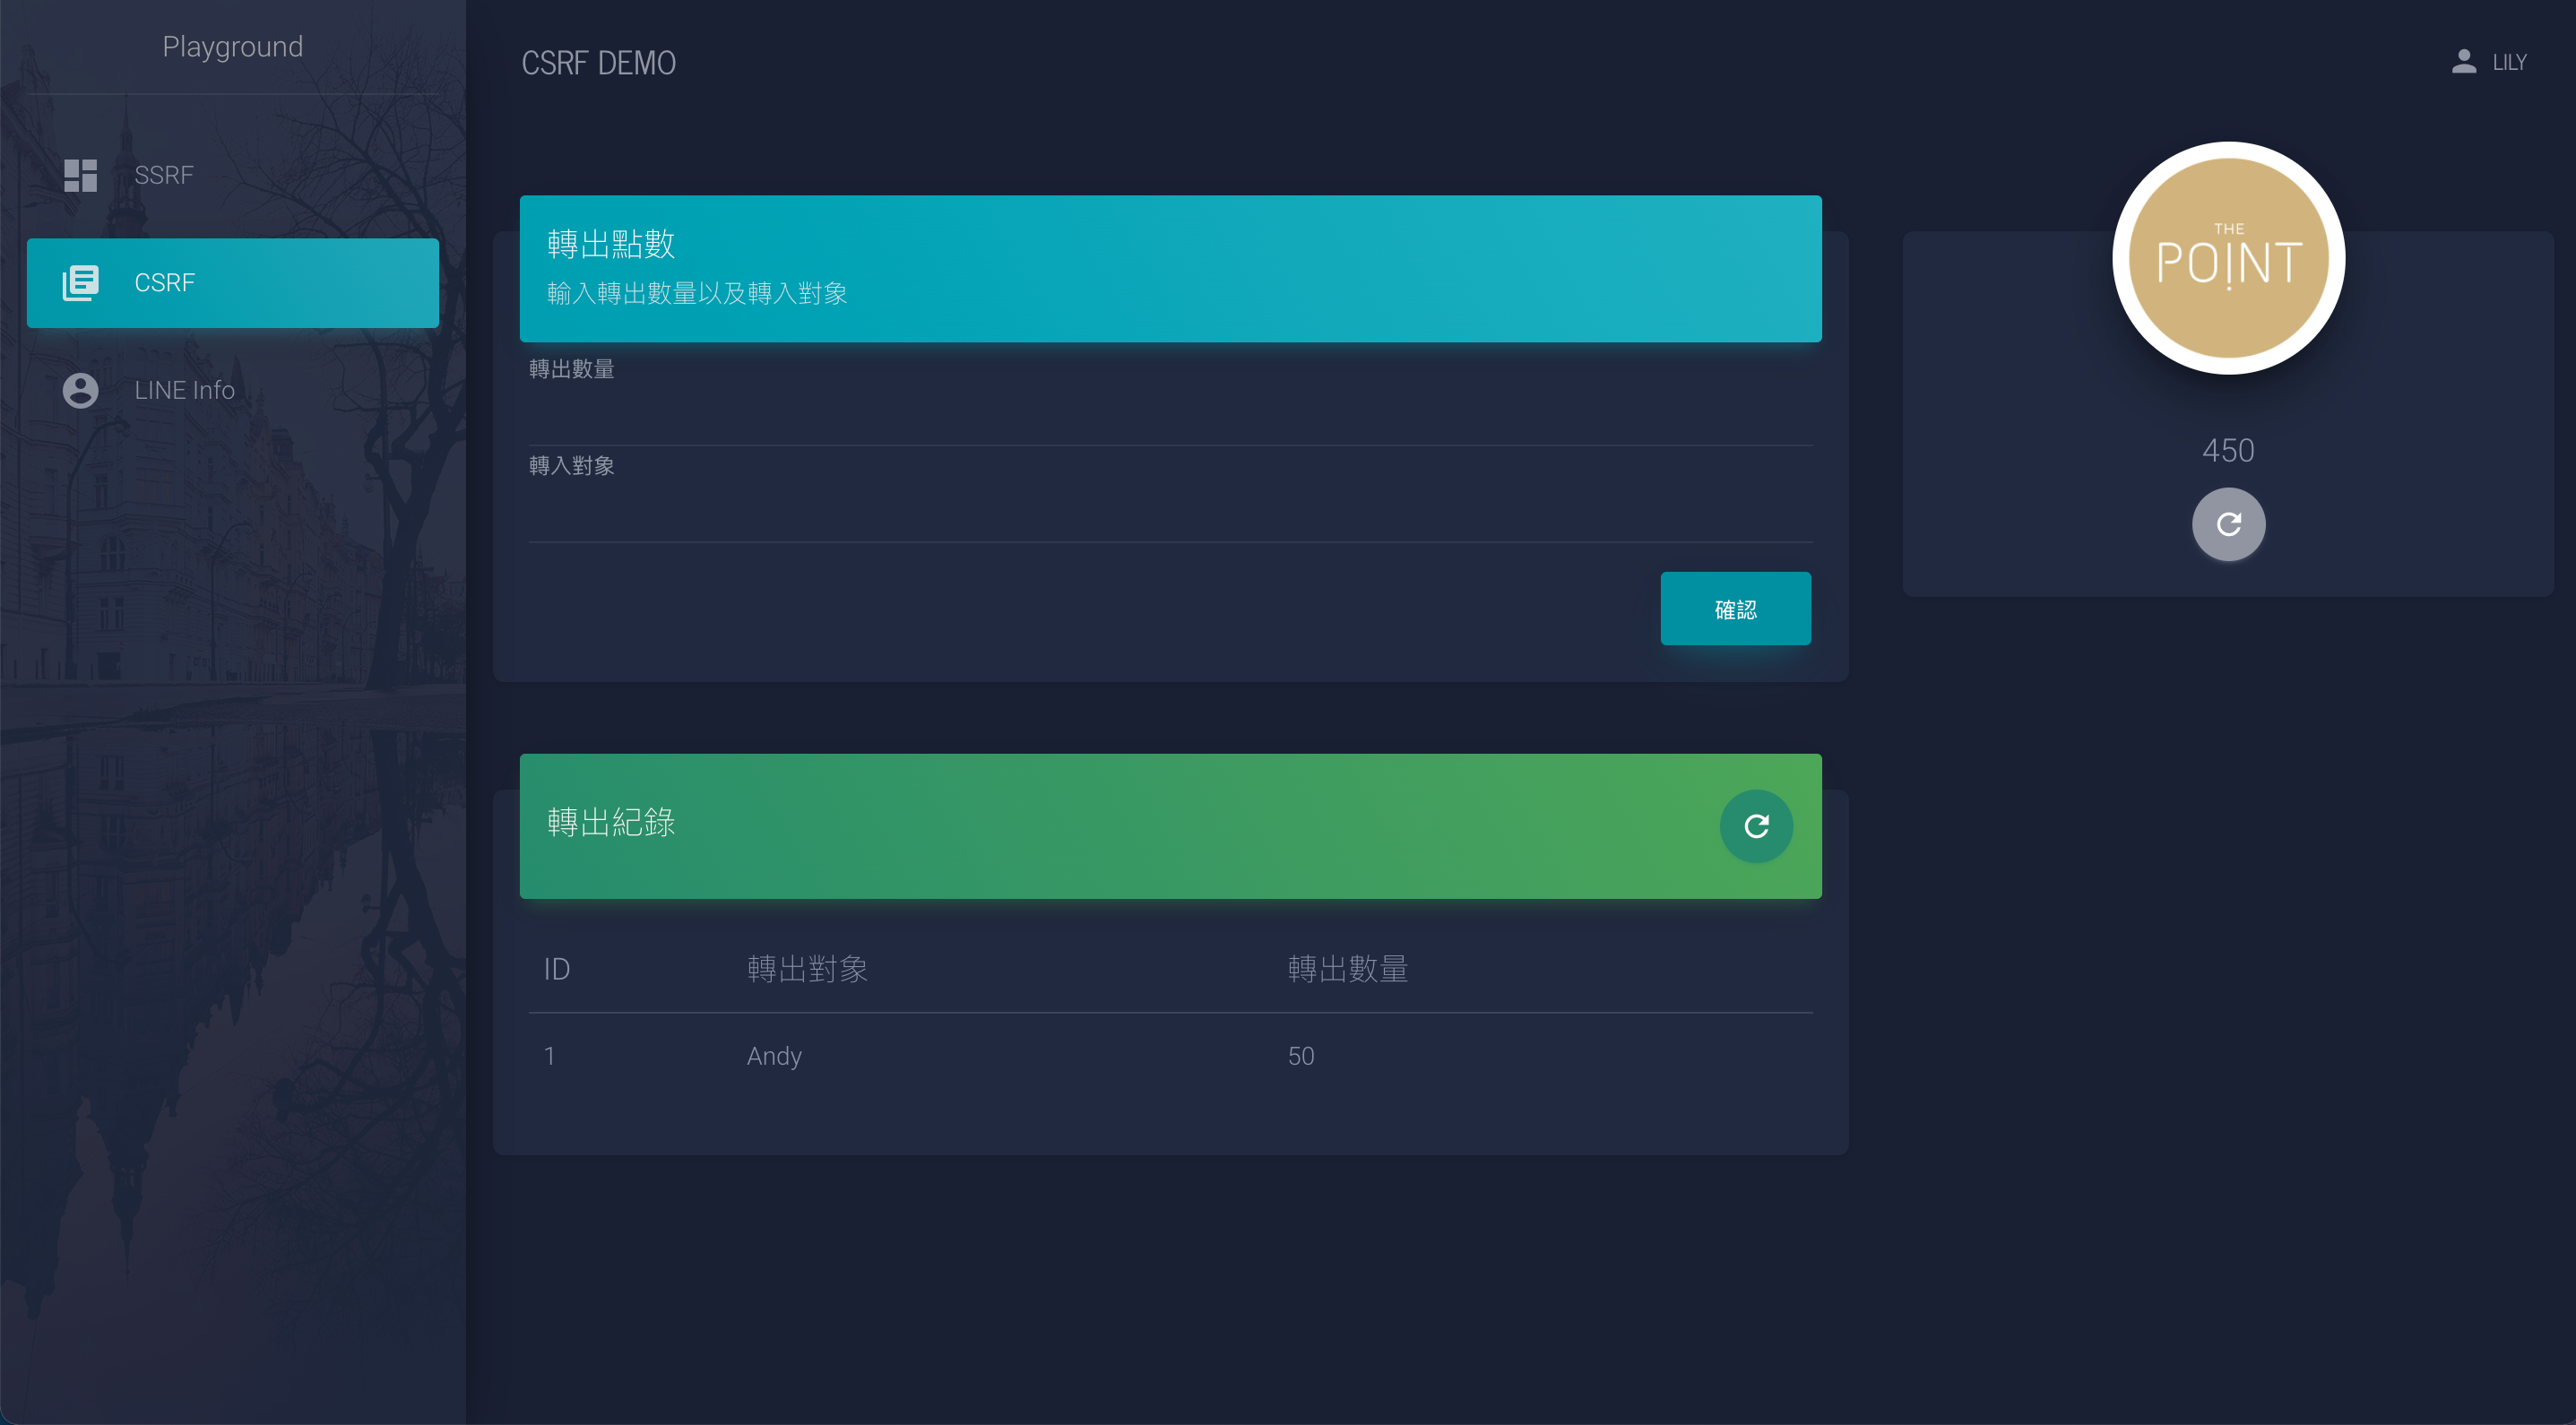 Playground
SSRF
CSRF
LINE Info
CSRF DEMO
LILY
轉出點數
輸入轉出數量以及轉入對象
轉出數量
轉入對象
確認
THE
POINT
450
轉出紀錄
ID 轉出對象 轉出數量
1 Andy 50